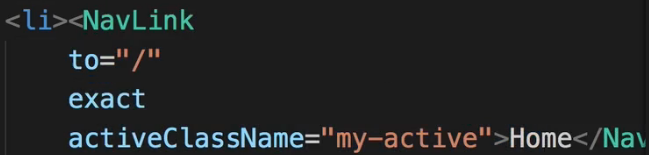 <li><NavLink
to="/"
exact
activeClassName="my-active">Home</Nav